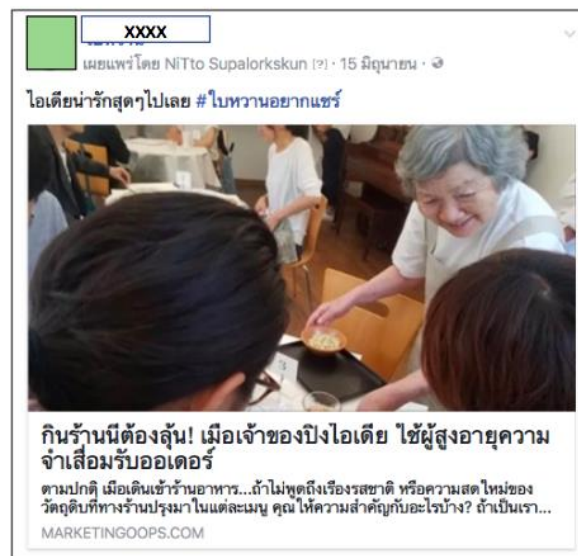 XXXX
เผยแพร่โดย NiTto Supalorkskun [?] · 15 มิถุนายน ·
ไอเดียน่ารักสุดๆไปเลย #ใบหวานอยากแชร์
3
กินร้านนี้ต้องลุ้น! เมื่อเจ้าของปิ๊งไอเดีย ใช้ผู้สูงอายุความ
จำเสื่อมรับออเดอร์
ตามปกติ เมื่อเดินเข้าร้านอาหาร...ถ้าไม่พูดถึงเรื่องรสชาติ หรือความสดใหม่ของ
วัตถุดิบที่ทางร้านปรุงมาในแต่ละเมนู คุณให้ความสำคัญกับอะไรบ้าง? ถ้าเป็นเรา...
MARKETINGOOPS.COM